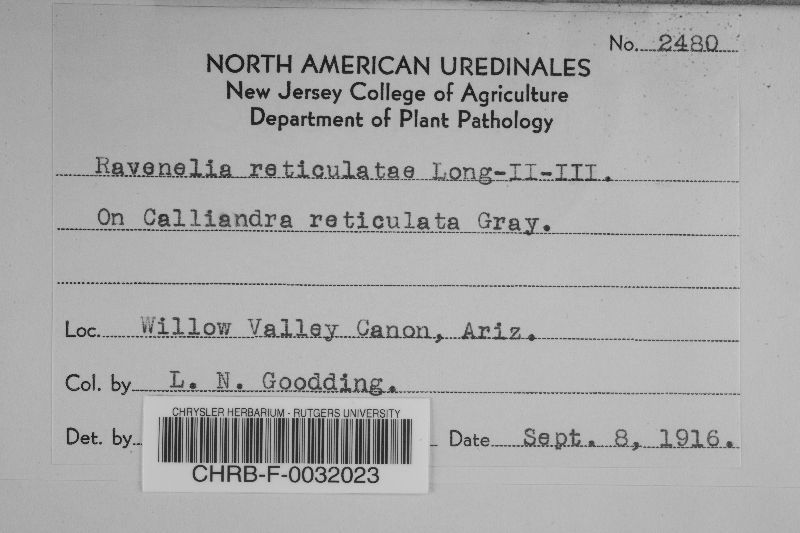 No. 2480
NORTH AMERICAN UREDINALES
New Jersey College of Agriculture
Department of Plant Pathology
Ravenelia reticulatae Long-II-III.
On Calliandra reticulata Gray.
Loc. Willow Valley Canon, Ariz.
Col. by L. N. Goodding.
Det. by Date Sept. 8, 1916.
CHRYSLER HERBARIUM - RUTGERS UNIVERSITY
CHRB-F-0032023